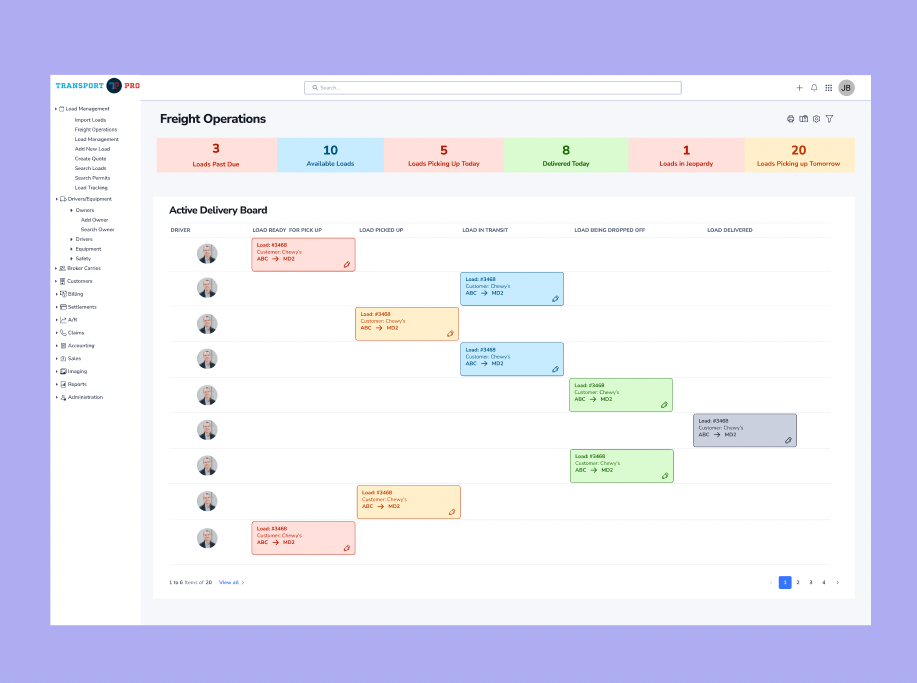 TRANSPORT TP PRO
Search...
JB
Load Management
Import Loads
Freight Operations
Load Management
Add New Load
Create Quote
Search Loads
Search Permits
Load Tracking
Drivers/Equipment
Owners
Add Owner
Search Owner
Drivers
Equipment
Safety
Broker Carries
Customers
Billing
Settlements
A/R
Claims
Accounting
Sales
Imaging
Reports
Administration
Freight Operations
3
Loads Past Due
10
Available Loads
5
Loads Picking Up Today
8
Delivered Today
1
Loads in Jeopardy
20
Loads Picking up Tomorrow
Active Delivery Board
DRIVER LOAD READY FOR PICK UP LOAD PICKED UP LOAD IN TRANSIT LOAD BEING DROPPED OFF LOAD DELIVERED
Load: #3468
Customer: Chewy's
ABC → MD2
Load: #3468
Customer: Chewy's
ABC → MD2
Load: #3468
Customer: Chewy's
ABC → MD2
Load: #3468
Customer: Chewy's
ABC → MD2
Load: #3468
Customer: Chewy's
ABC → MD2
Load: #3468
Customer: Chewy's
ABC → MD2
Load: #3468
Customer: Chewy's
ABC → MD2
Load: #3468
Customer: Chewy's
ABC → MD2
Load: #3468
Customer: Chewy's
ABC → MD2
1 to 6 Items of 20 View all >
‹ 1 2 3 4 ›